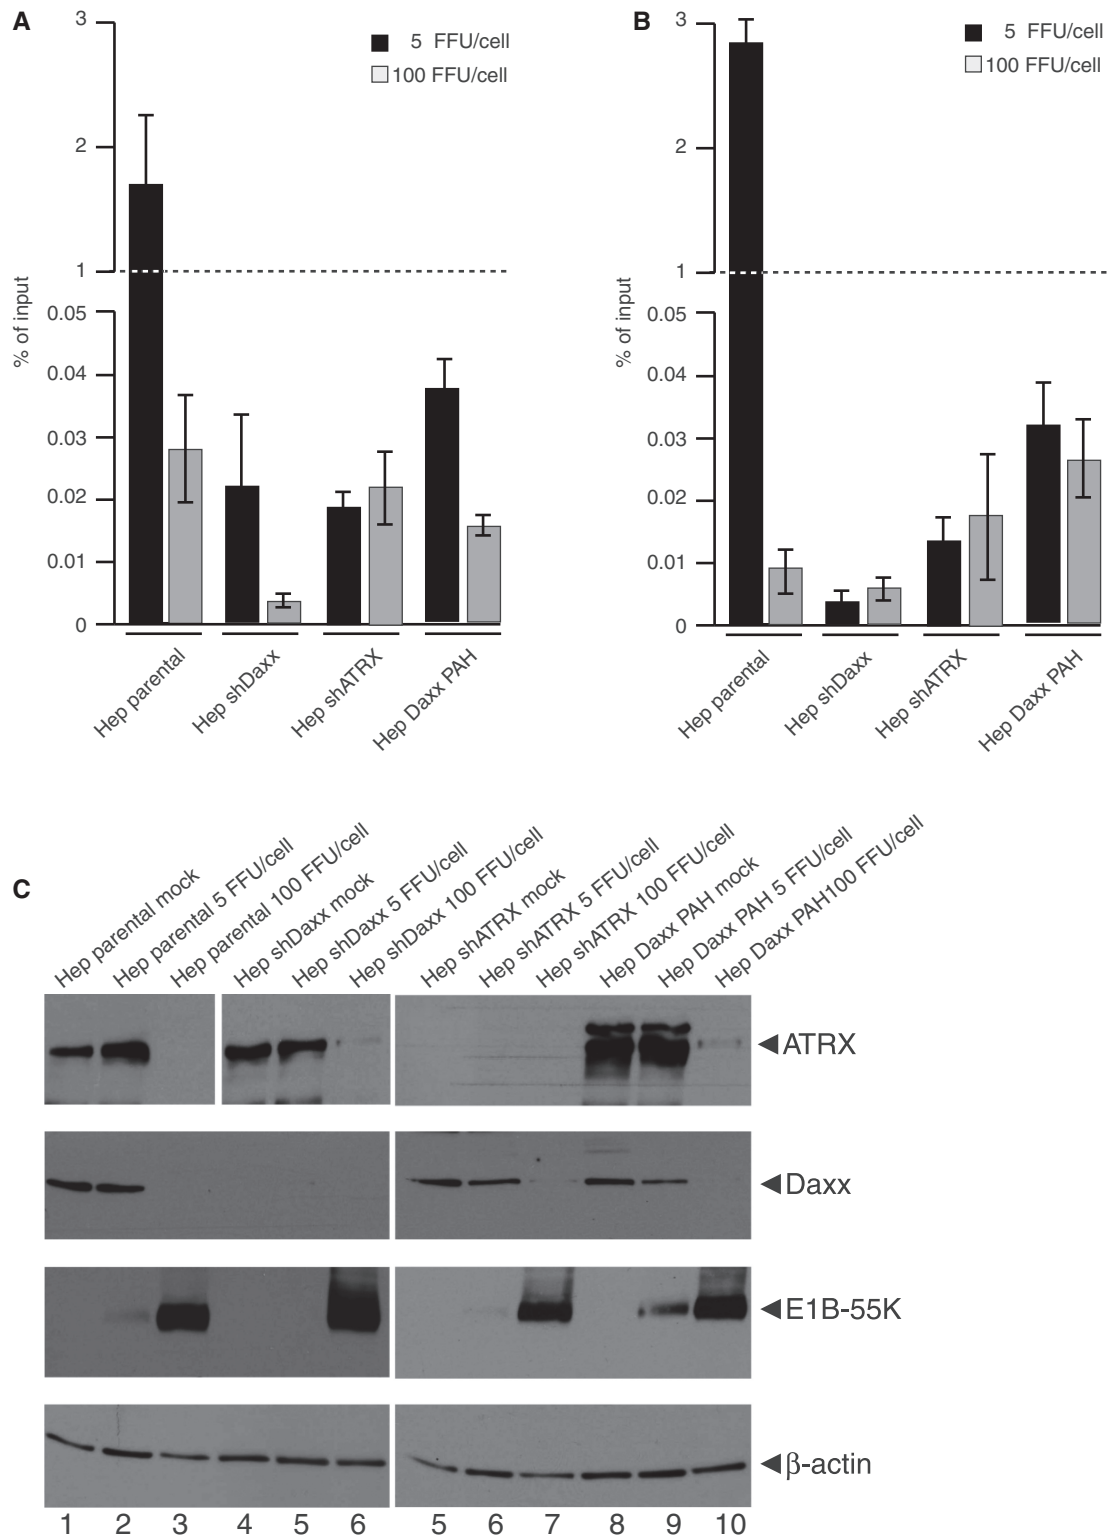 A
3
2
1
0.05
0.04
0.03
0.02
0.01
0
% of input
5 FFU/cell
100 FFU/cell
Hep parental
Hep shDaxx
Hep shATRX
Hep Daxx PAH
B
3
2
1
0.05
0.04
0.03
0.02
0.01
0
% of input
5 FFU/cell
100 FFU/cell
Hep parental
Hep shDaxx
Hep shATRX
Hep Daxx PAH
C
Hep parental mock
Hep parental 5 FFU/cell
Hep parental 100 FFU/cell
Hep shDaxx mock
Hep shDaxx 5 FFU/cell
Hep shDaxx 100 FFU/cell
Hep shATRX mock
Hep shATRX 5 FFU/cell
Hep shATRX 100 FFU/cell
Hep Daxx PAH mock
Hep Daxx PAH 5 FFU/cell
Hep Daxx PAH100 FFU/cell
ATRX
Daxx
E1B-55K
β-actin
1 2 3 4 5 6 5 6 7 8 9 10